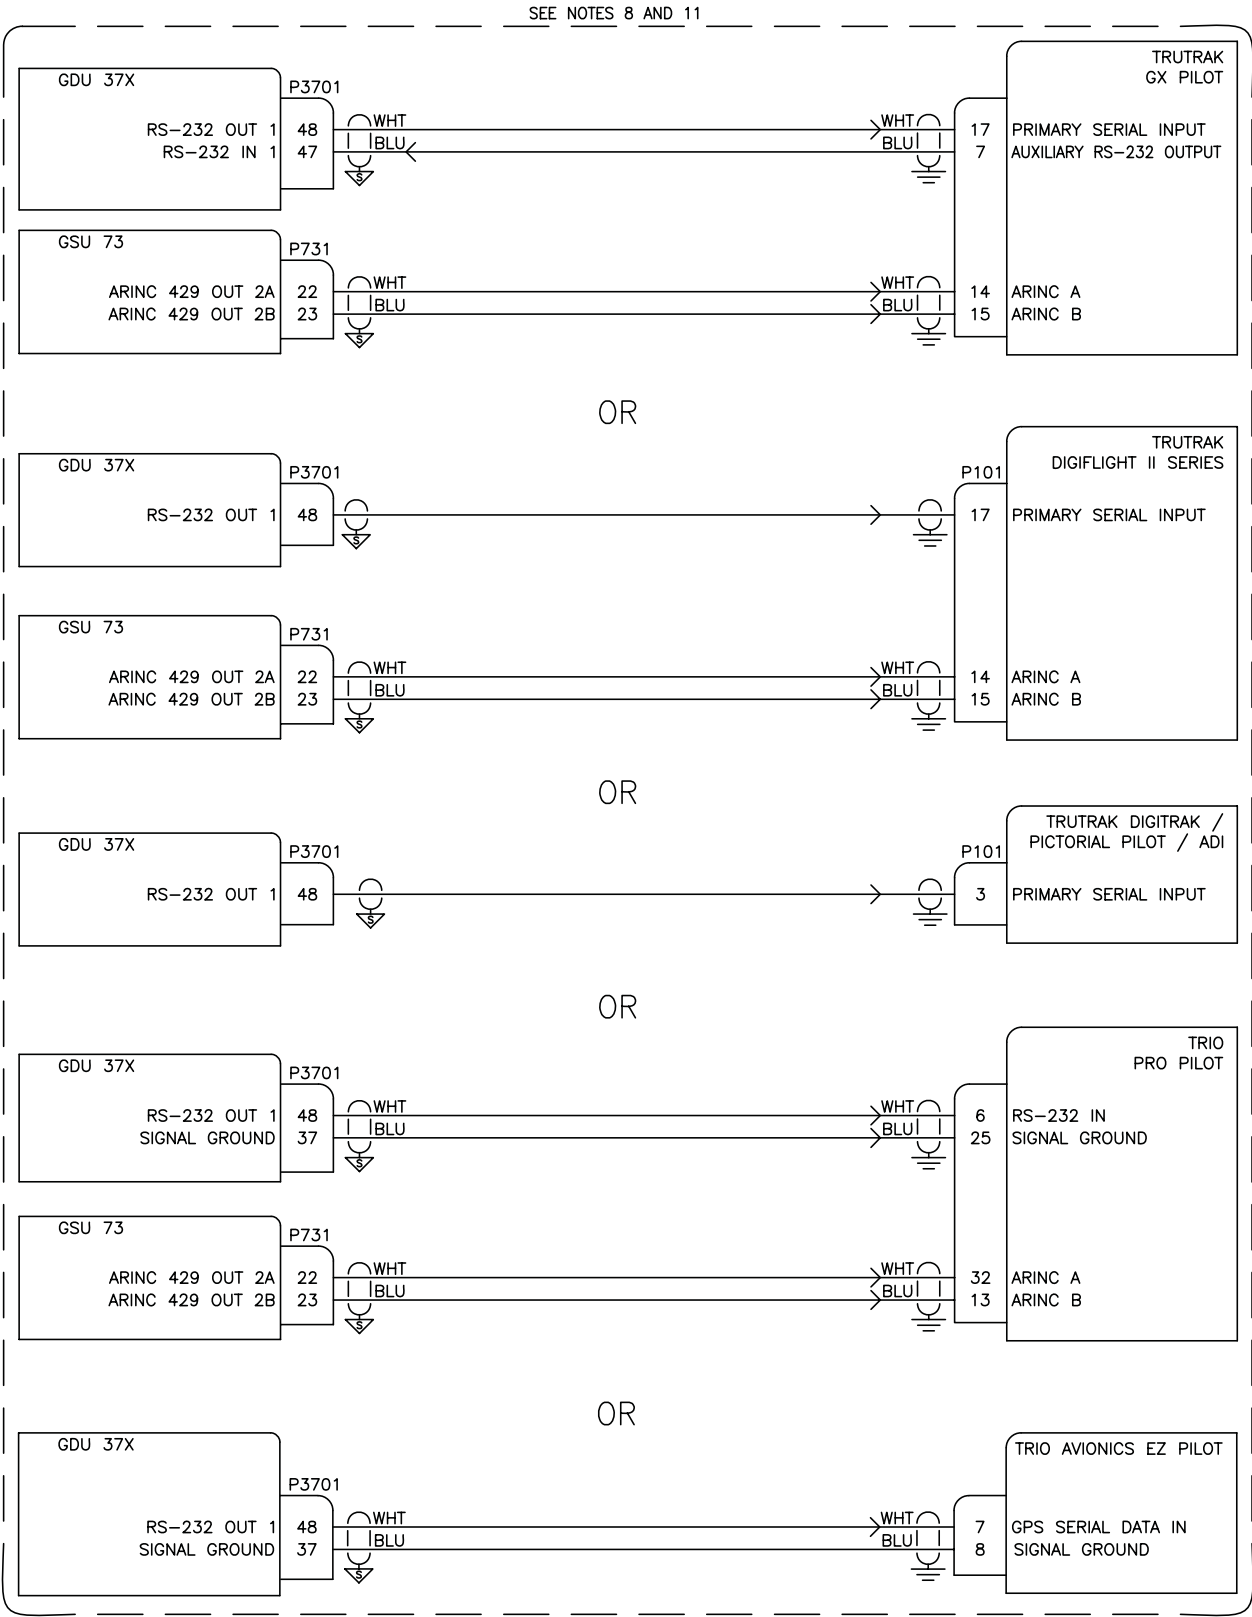 SEE NOTES 8 AND 11
GDU 37X
P3701
RS-232 OUT 1 48 WHT WHT 17 PRIMARY SERIAL INPUT
RS-232 IN 1 47 BLU BLU 7 AUXILIARY RS-232 OUTPUT
S
TRUTRAK
GX PILOT
GSU 73
P731
ARINC 429 OUT 2A 22 WHT WHT 14 ARINC A
ARINC 429 OUT 2B 23 BLU BLU 15 ARINC B
S
OR
GDU 37X
P3701
RS-232 OUT 1 48 17 PRIMARY SERIAL INPUT
S
TRUTRAK
DIGIFLIGHT II SERIES
P101
GSU 73
P731
ARINC 429 OUT 2A 22 WHT WHT 14 ARINC A
ARINC 429 OUT 2B 23 BLU BLU 15 ARINC B
S
OR
GDU 37X
P3701
RS-232 OUT 1 48 3 PRIMARY SERIAL INPUT
S
TRUTRAK DIGITRAK /
PICTORIAL PILOT / ADI
P101
OR
GDU 37X
P3701
RS-232 OUT 1 48 WHT WHT 6 RS-232 IN
SIGNAL GROUND 37 BLU BLU 25 SIGNAL GROUND
S
TRIO
PRO PILOT
GSU 73
P731
ARINC 429 OUT 2A 22 WHT WHT 32 ARINC A
ARINC 429 OUT 2B 23 BLU BLU 13 ARINC B
S
OR
GDU 37X
P3701
RS-232 OUT 1 48 WHT WHT 7 GPS SERIAL DATA IN
SIGNAL GROUND 37 BLU BLU 8 SIGNAL GROUND
S
TRIO AVIONICS EZ PILOT